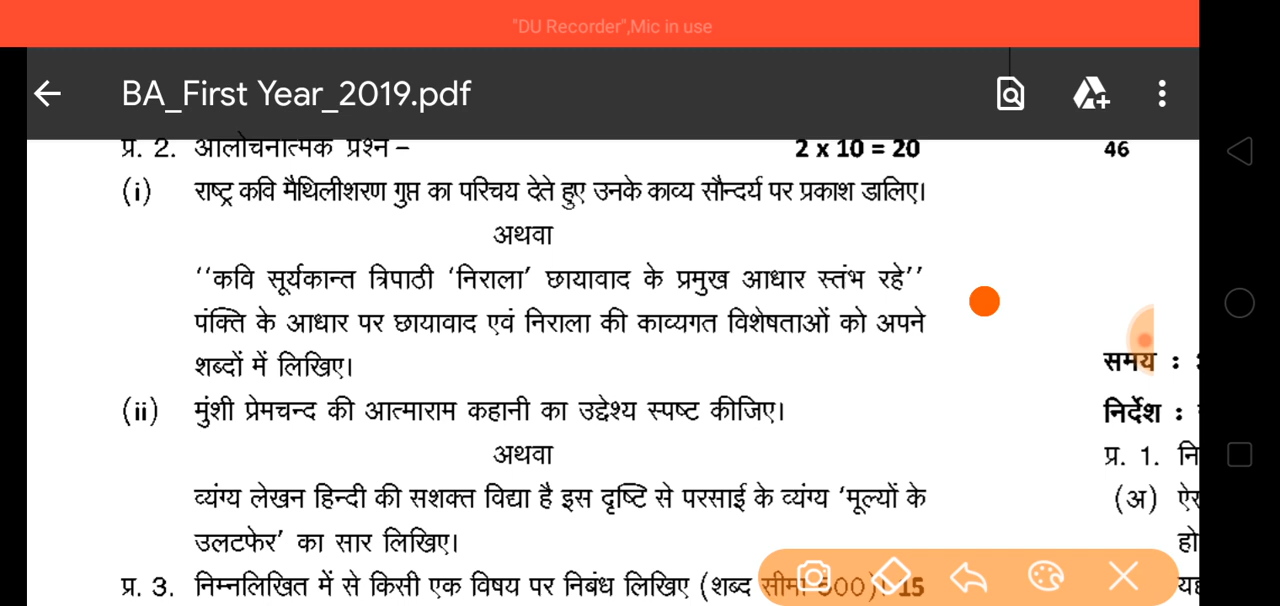 "DU Recorder",Mic in use
BA_First Year_2019.pdf
प्र. 2. आलोचनात्मक प्रश्न – 2 x 10 = 20
(i) राष्ट्र कवि मैथिलीशरण गुप्त का परिचय देते हुए उनके काव्य सौन्दर्य पर प्रकाश डालिए।
अथवा
‘‘कवि सूर्यकान्त त्रिपाठी ‘निराला’ छायावाद के प्रमुख आधार स्तंभ रहे’’
पंक्ति के आधार पर छायावाद एवं निराला की काव्यगत विशेषताओं को अपने
शब्दों में लिखिए।
(ii) मुंशी प्रेमचन्द की आत्माराम कहानी का उद्देश्य स्पष्ट कीजिए।
अथवा
व्यंग्य लेखन हिन्दी की सशक्त विद्या है इस दृष्टि से परसाई के व्यंग्य ‘मूल्यों के
उलटफेर’ का सार लिखिए।
प्र. 3. निम्नलिखित में से किसी एक विषय पर निबंध लिखिए (शब्द सीमा 600)। 15
46
समय :
निर्देश :
प्र. 1. नि
(अ) ऐस
हो